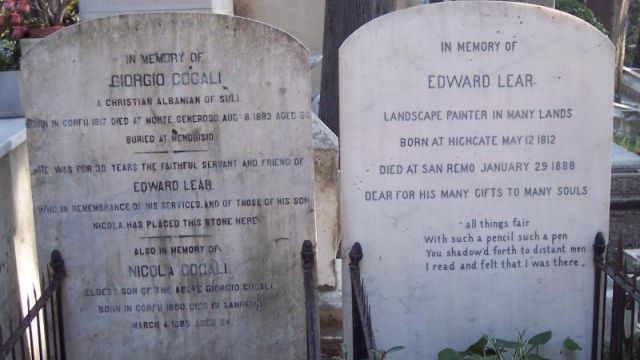 IN MEMORY OF
GIORGIO COCALI
A CHRISTIAN ALBANIAN OF SULI.
BORN IN CORFÚ 1817 DIED AT MONTE GENEROSO, AUGT 8 1883 AGED 66
BURIED AT MENDRISIO.
HE WAS FOR 30 YEARS THE FAITHFUL SERVANT AND FRIEND OF
EDWARD LEAR.
WHO IN REMEMBRANCE OF HIS SERVICES, AND OF THOSE OF HIS SON
NICOLA, HAS PLACED THIS STONE HERE.
ALSO IN MEMORY OF
NICOLA COCALI
ELDEST SON OF THE ABOVE GIORGIO COCALI
BORN IN CORFÚ 1850, DIED IN SANREMO
MARCH 4 1885 AGED 34
IN MEMORY OF
EDWARD LEAR
LANDSCAPE PAINTER IN MANY LANDS
BORN AT HIGHGATE MAY 12 1812
DIED AT SAN REMO JANUARY 29 1888
DEAR FOR HIS MANY GIFTS TO MANY SOULS
all things fair
With such a pencil such a pen
You shadow'd forth to distant men
I read and felt that I was there